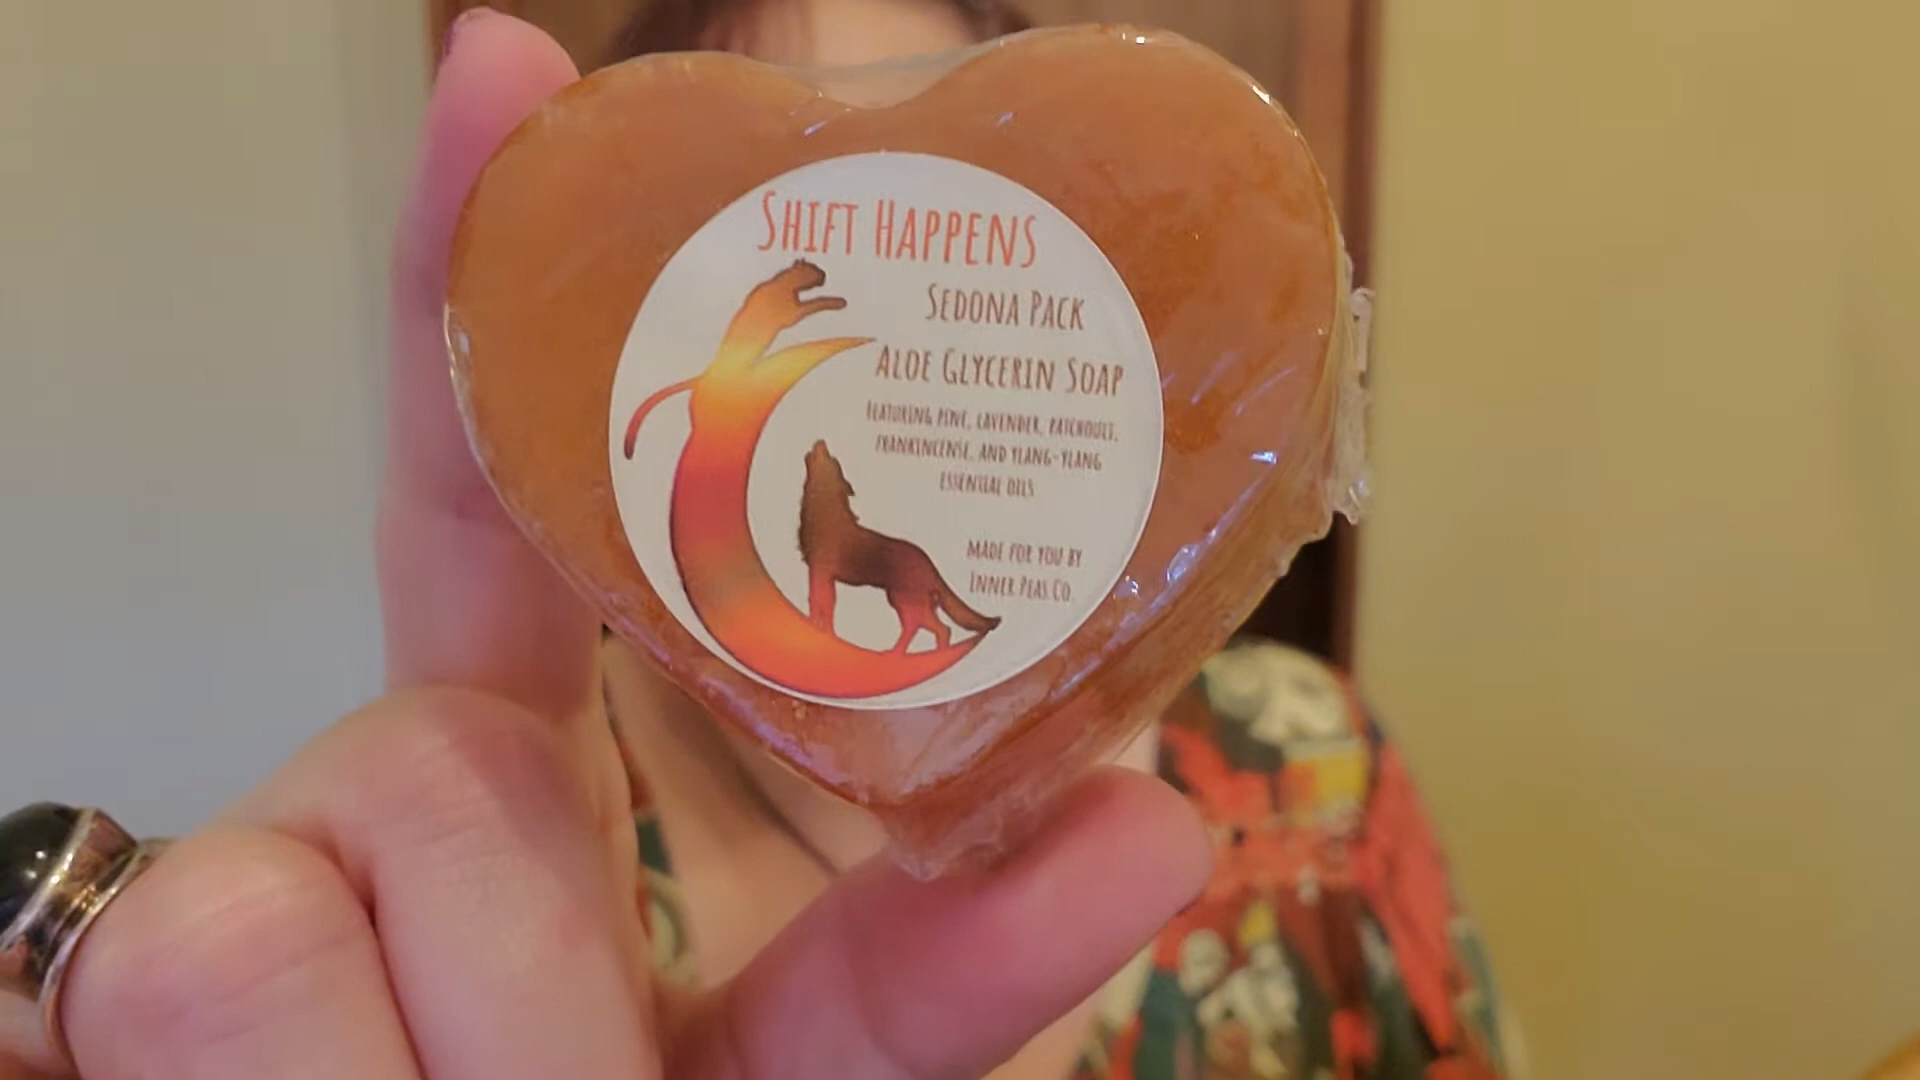 SHIFT HAPPENS
SEDONA PACK
ALOE GLYCERIN SOAP
FEATURING PINE, LAVENDER, PATCHOULI,
FRANKINCENSE, AND YLANG-YLANG
ESSENTIAL OILS
MADE FOR YOU BY
INNER PEAS CO.